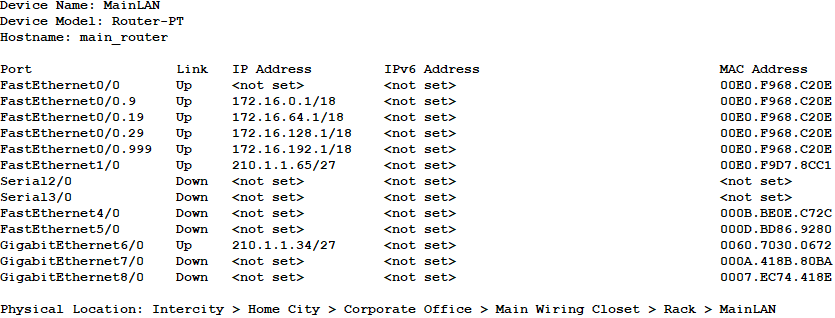 Device Name: MainLAN
Device Model: Router-PT
Hostname: main_router
Port Link IP Address IPv6 Address MAC Address
FastEthernet0/0 Up <not set> <not set> 00E0.F968.C20E
FastEthernet0/0.9 Up 172.16.0.1/18 <not set> 00E0.F968.C20E
FastEthernet0/0.19 Up 172.16.64.1/18 <not set> 00E0.F968.C20E
FastEthernet0/0.29 Up 172.16.128.1/18 <not set> 00E0.F968.C20E
FastEthernet0/0.999 Up 172.16.192.1/18 <not set> 00E0.F968.C20E
FastEthernet1/0 Up 210.1.1.65/27 <not set> 00E0.F9D7.8CC1
Serial2/0 Down <not set> <not set> <not set>
Serial3/0 Down <not set> <not set> <not set>
FastEthernet4/0 Down <not set> <not set> 000B.BE0E.C72C
FastEthernet5/0 Down <not set> <not set> 000D.BD86.9280
GigabitEthernet6/0 Up 210.1.1.34/27 <not set> 0060.7030.0672
GigabitEthernet7/0 Down <not set> <not set> 000A.418B.80BA
GigabitEthernet8/0 Down <not set> <not set> 0007.EC74.418E
Physical Location: Intercity > Home City > Corporate Office > Main Wiring Closet > Rack > MainLAN